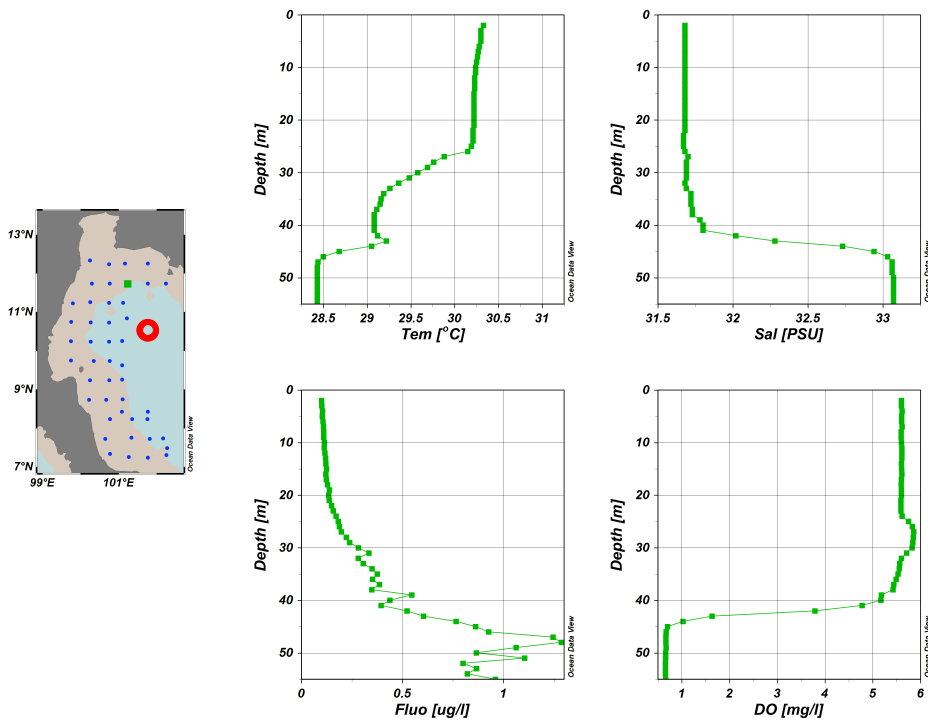 13°N
11°N
9°N
7°N
99°E
101°E
Ocean Data View
0
10
20
30
40
50
Depth [m]
28.5
29
29.5
30
30.5
31
Tem [°C]
Ocean Data View
0
10
20
30
40
50
Depth [m]
31.5
32
32.5
33
Sal [PSU]
Ocean Data View
0
10
20
30
40
50
Depth [m]
0
0.5
1
Fluo [ug/l]
Ocean Data View
0
10
20
30
40
50
Depth [m]
1
2
3
4
5
6
DO [mg/l]
Ocean Data View